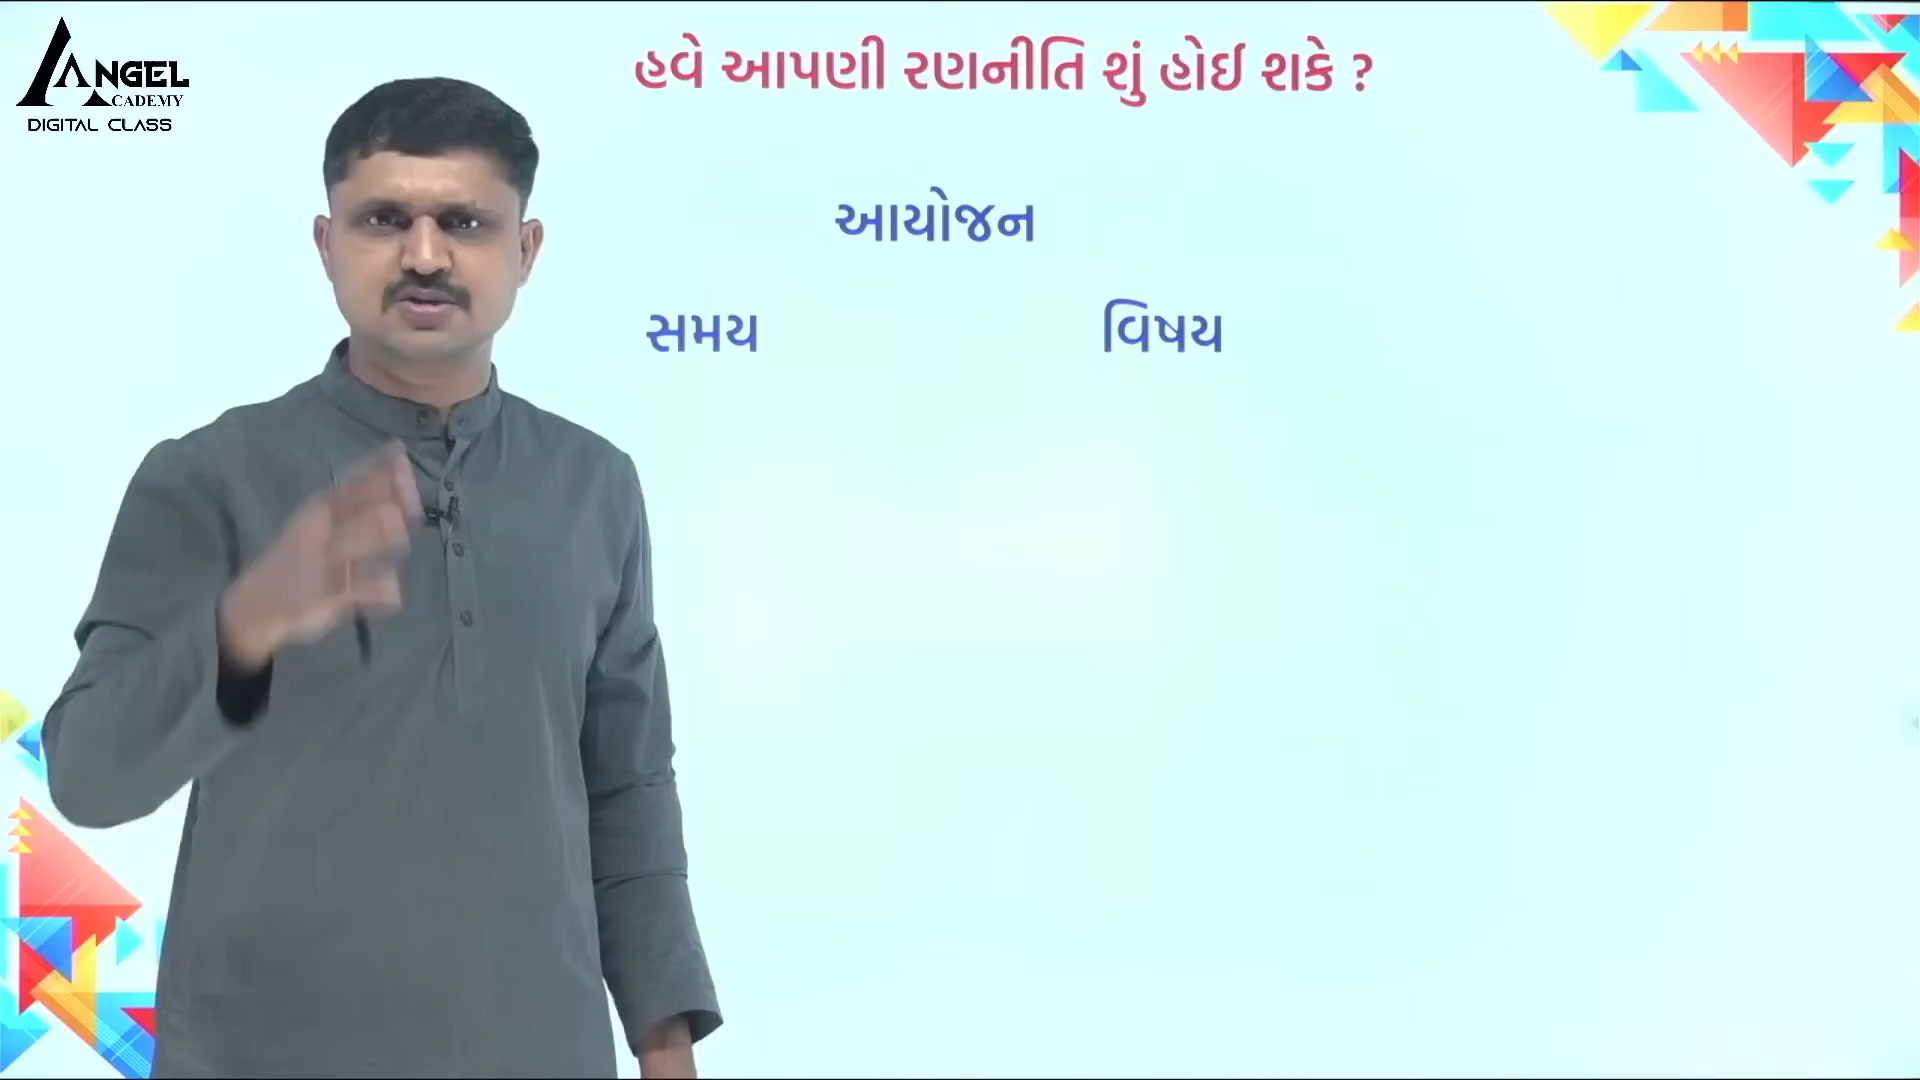 ANGEL
ACADEMY
DIGITAL CLASS
હવે આપણી રણનીતિ શું હોઈ શકે ?
આયોજન
સમય વિષય